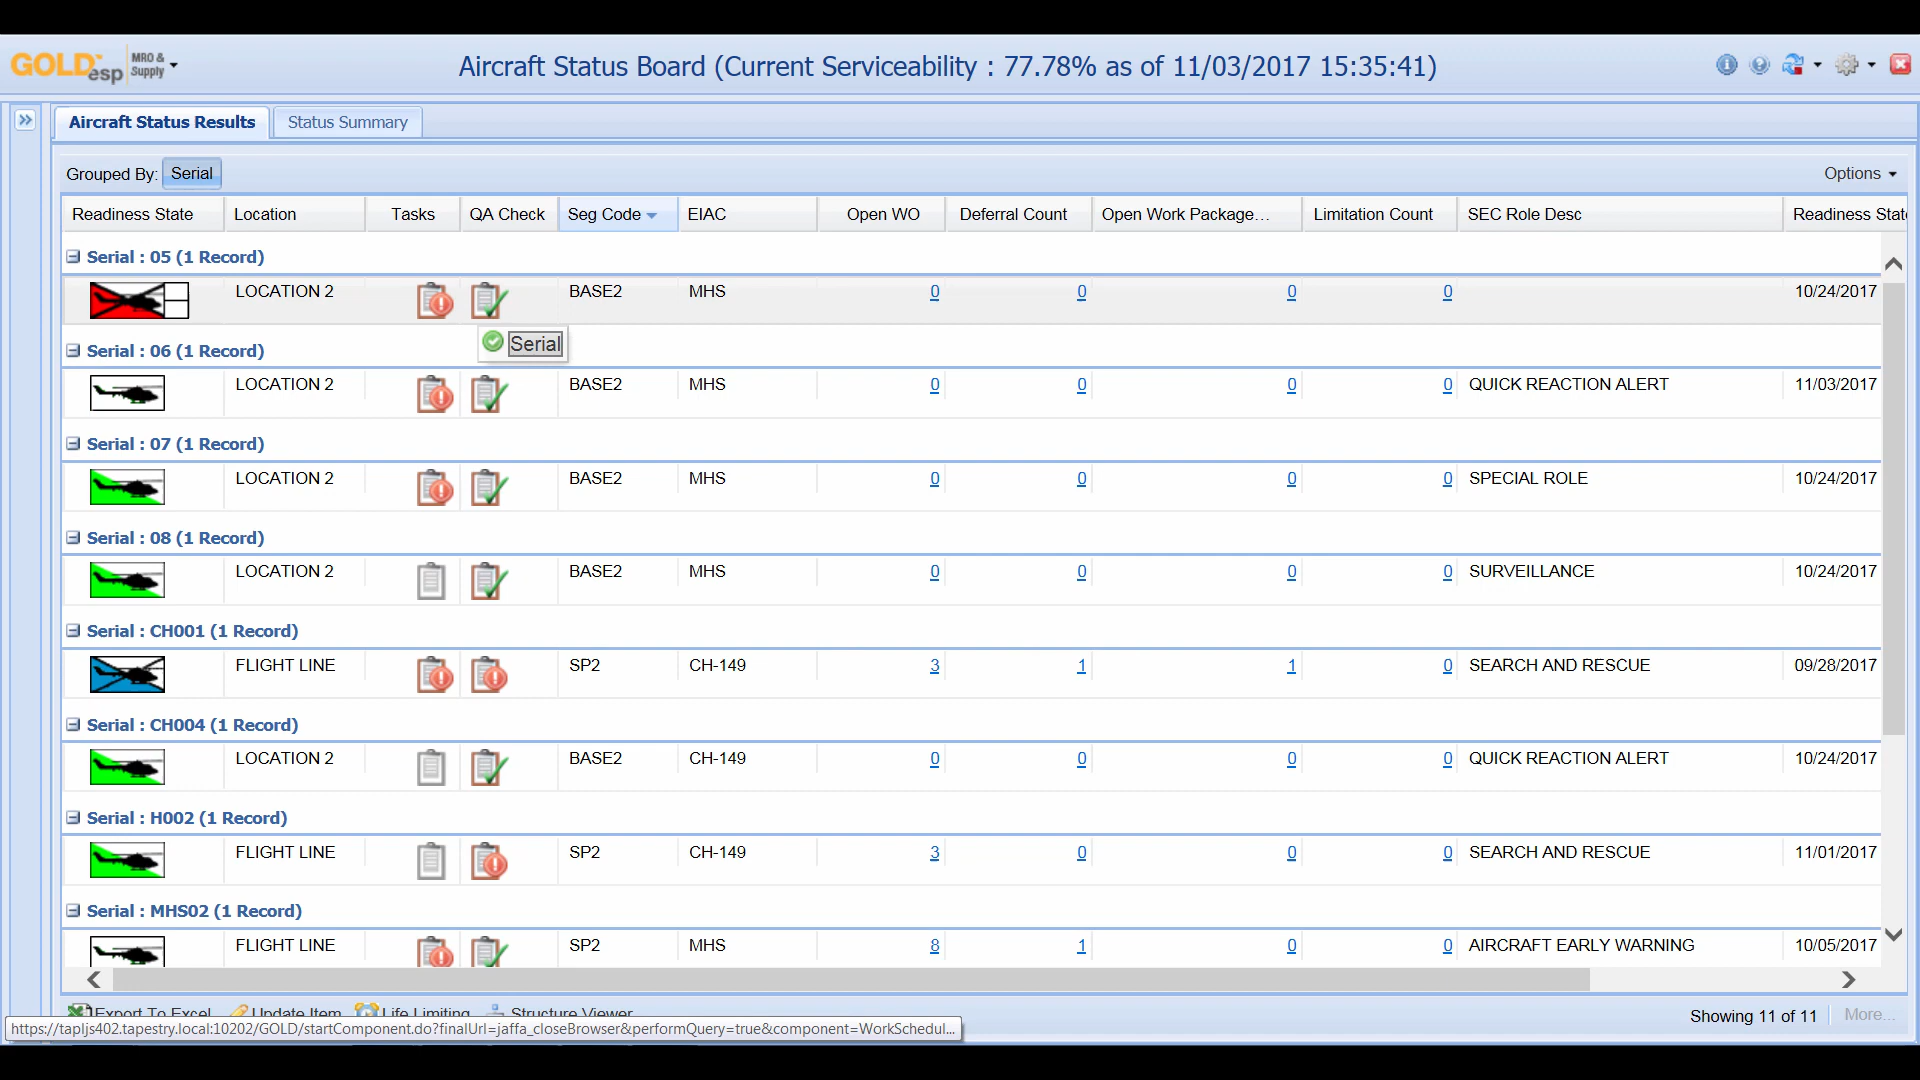 GOLDesp MRO & Supply
Aircraft Status Board (Current Serviceability : 77.78% as of 11/03/2017 15:35:41)
Aircraft Status Results Status Summary
Grouped By: Serial Options
Readiness State Location Tasks QA Check Seg Code EIAC Open WO Deferral Count Open Work Package... Limitation Count SEC Role Desc Readiness State
Serial : 05 (1 Record)
LOCATION 2 BASE2 MHS 0 0 0 0 10/24/2017
Serial
Serial : 06 (1 Record)
LOCATION 2 BASE2 MHS 0 0 0 0 QUICK REACTION ALERT 11/03/2017
Serial : 07 (1 Record)
LOCATION 2 BASE2 MHS 0 0 0 0 SPECIAL ROLE 10/24/2017
Serial : 08 (1 Record)
LOCATION 2 BASE2 MHS 0 0 0 0 SURVEILLANCE 10/24/2017
Serial : CH001 (1 Record)
FLIGHT LINE SP2 CH-149 3 1 1 0 SEARCH AND RESCUE 09/28/2017
Serial : CH004 (1 Record)
LOCATION 2 BASE2 CH-149 0 0 0 0 QUICK REACTION ALERT 10/24/2017
Serial : H002 (1 Record)
FLIGHT LINE SP2 CH-149 3 0 0 0 SEARCH AND RESCUE 11/01/2017
Serial : MHS02 (1 Record)
FLIGHT LINE SP2 MHS 8 1 0 0 AIRCRAFT EARLY WARNING 10/05/2017
Export To Excel Update Item Life Limiting Structure Viewer
https://tapljs402.tapestry.local:10202/GOLD/startComponent.do?finalUrl=jaffa_closeBrowser&performQuery=true&component=WorkSchedul...
Showing 11 of 11 More...